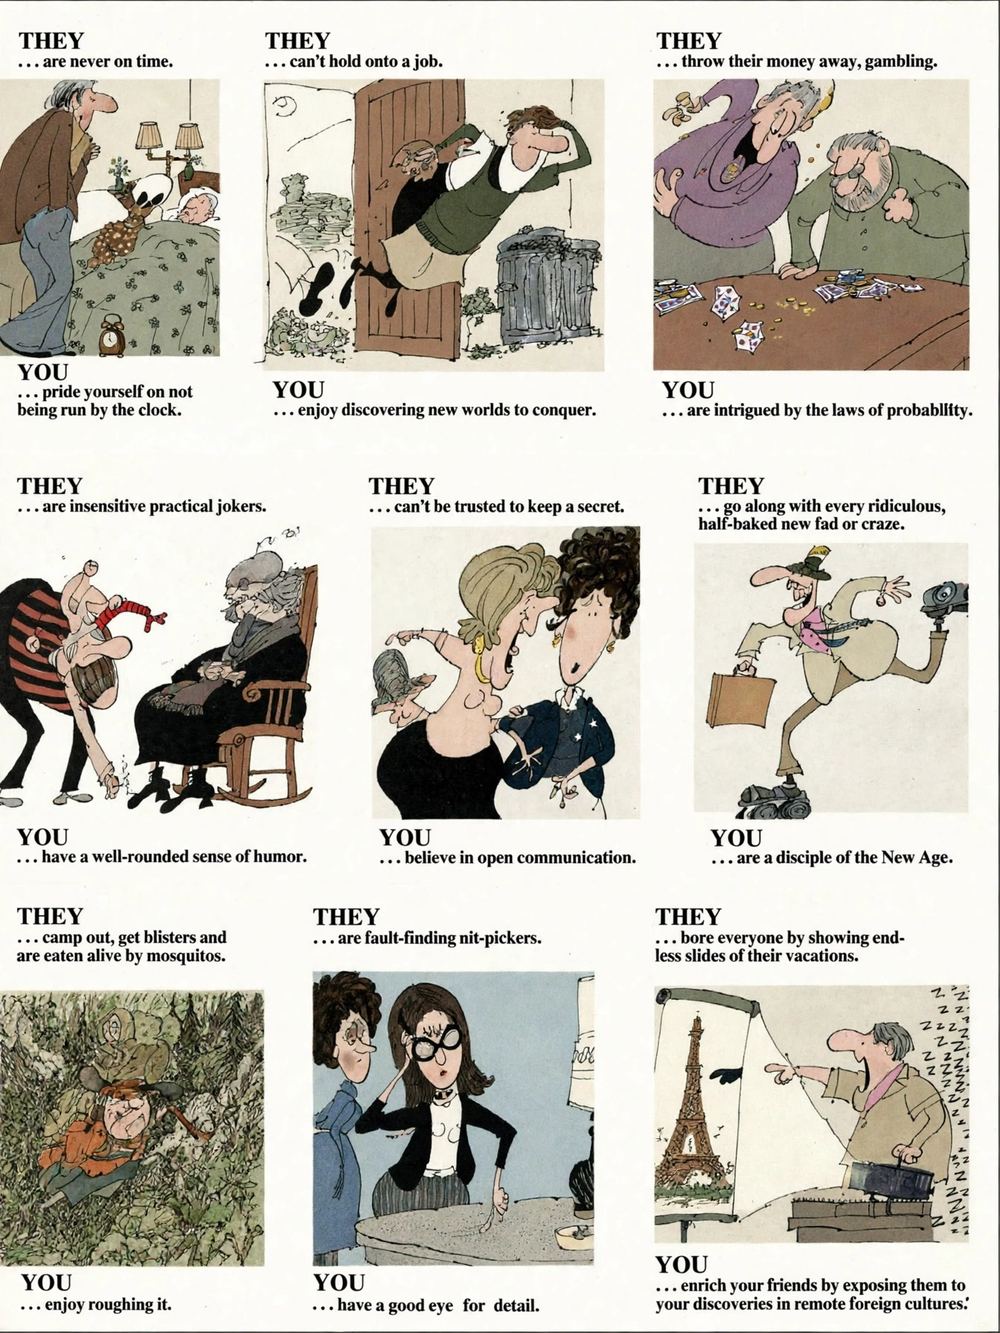 THEY
... are never on time.
YOU
... pride yourself on not
being run by the clock.
THEY
... can't hold onto a job.
YOU
... enjoy discovering new worlds to conquer.
THEY
... throw their money away, gambling.
YOU
... are intrigued by the laws of probability.
THEY
... are insensitive practical jokers.
YOU
... have a well-rounded sense of humor.
THEY
... can't be trusted to keep a secret.
YOU
... believe in open communication.
THEY
... go along with every ridiculous,
half-baked new fad or craze.
YOU
... are a disciple of the New Age.
THEY
... camp out, get blisters and
are eaten alive by mosquitos.
YOU
... enjoy roughing it.
THEY
... are fault-finding nit-pickers.
YOU
... have a good eye for detail.
THEY
... bore everyone by showing end-
less slides of their vacations.
YOU
... enrich your friends by exposing them to
your discoveries in remote foreign cultures.'